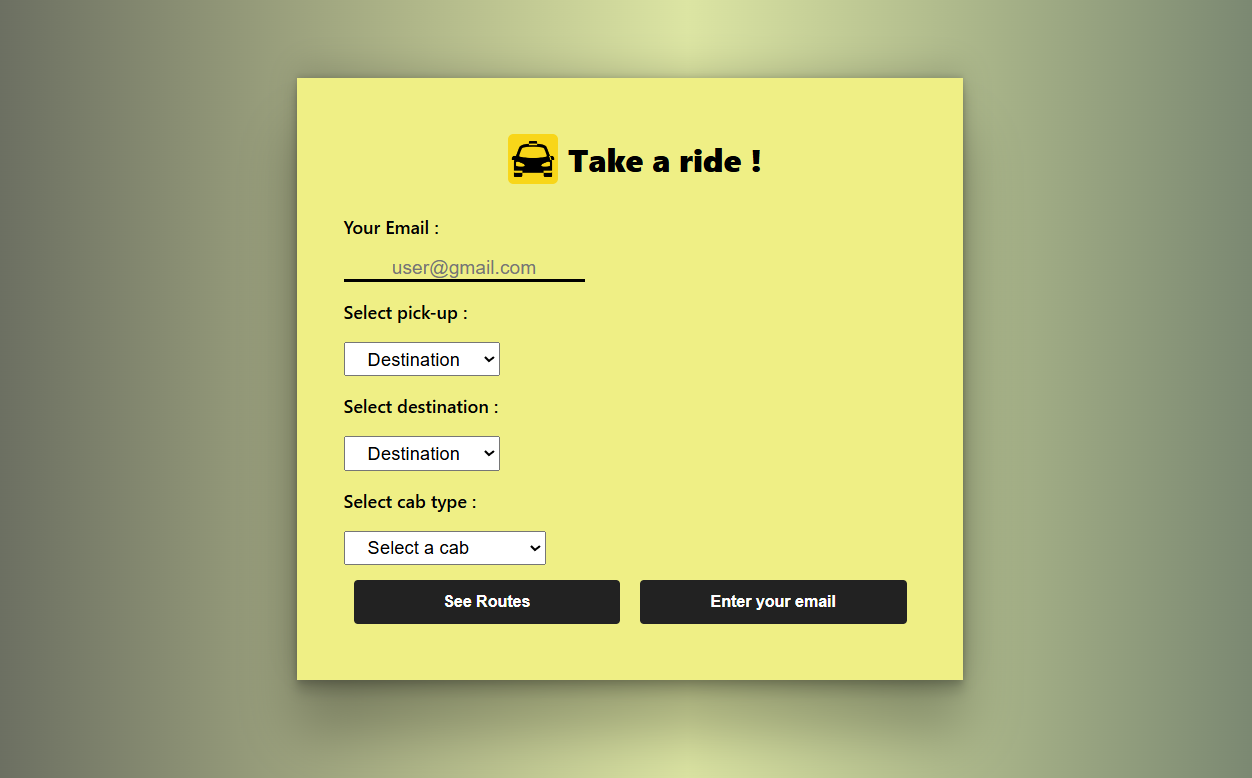 Take a ride !
Your Email :
user@gmail.com
Select pick-up :
Destination
Select destination :
Destination
Select cab type :
Select a cab
See Routes
Enter your email